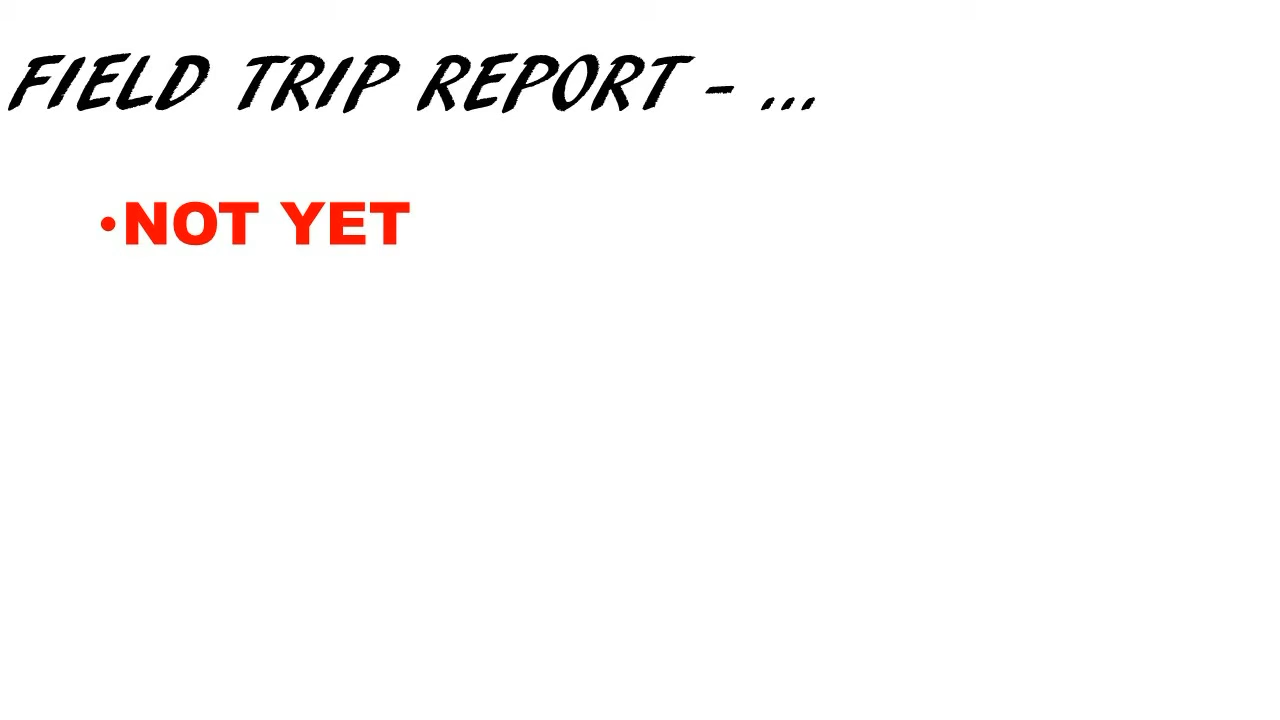 FIELD TRIP REPORT - ...
•NOT YET